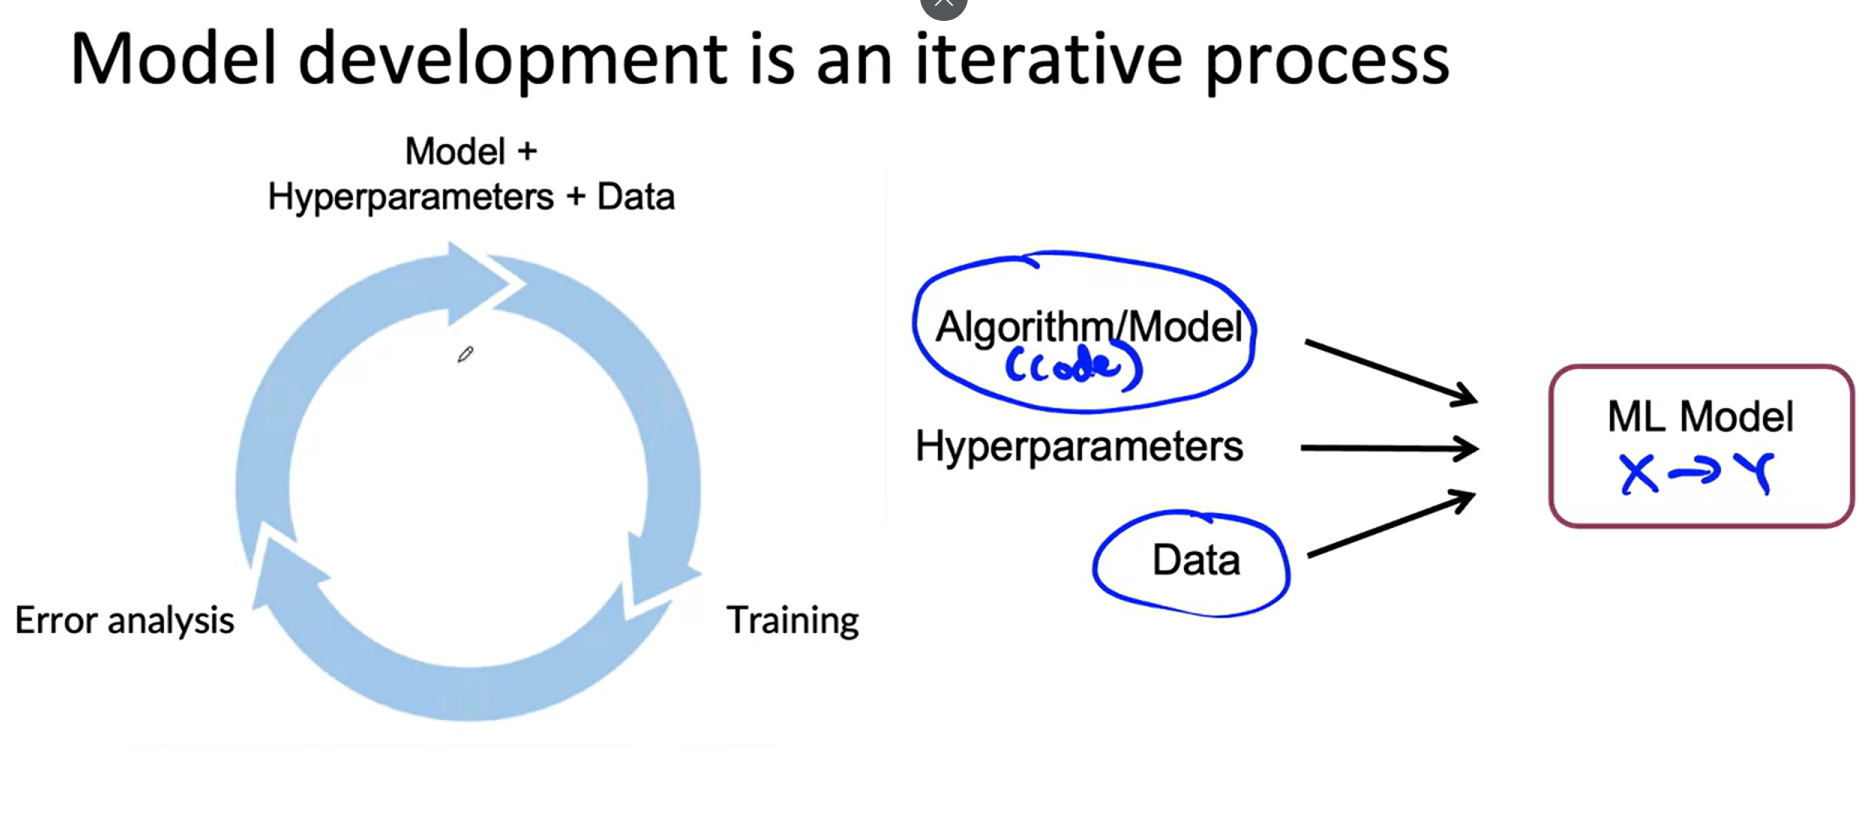 Model development is an iterative process
Model +
Hyperparameters + Data
Error analysis
Training
Algorithm/Model
(code)
Hyperparameters
Data
ML Model
X → Y